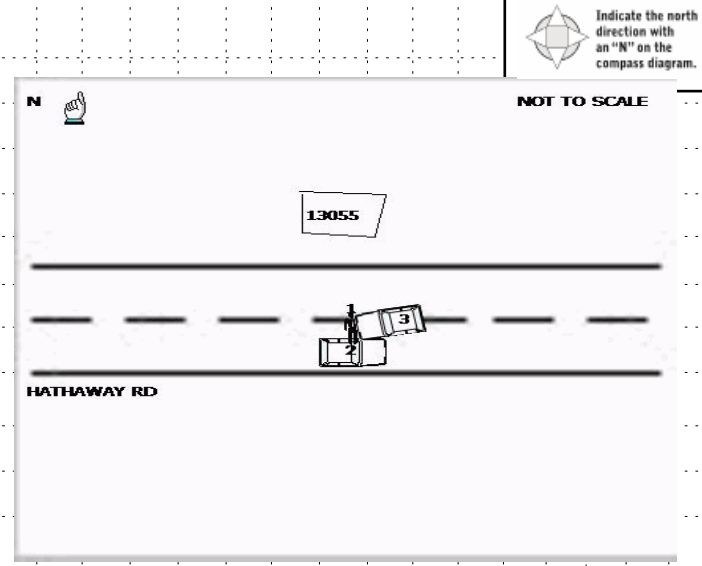 Indicate the north
direction with
an “N” on the
compass diagram.
N
NOT TO SCALE
13055
1
3
2
HATHAWAY RD